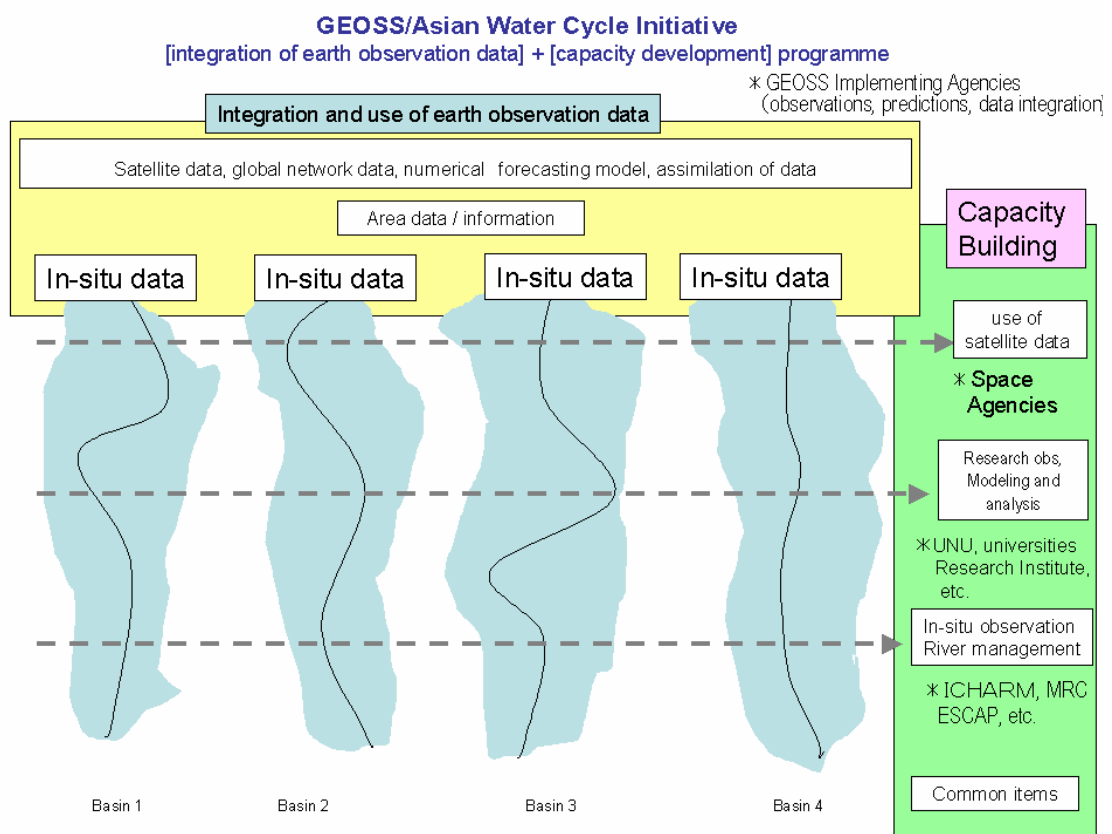 GEOSS/Asian Water Cycle Initiative
[integration of earth observation data] + [capacity development] programme
* GEOSS Implementing Agencies
(observations, predictions, data integration)
Integration and use of earth observation data
Satellite data, global network data, numerical forecasting model, assimilation of data
Area data / information
Capacity
Building
In-situ data
In-situ data
In-situ data
In-situ data
use of
satellite data
* Space
Agencies
Research obs,
Modeling and
analysis
* UNU, universities
Research Institute,
etc.
In-situ observation
River management
* ICHARM, MRC
ESCAP, etc.
Common items
Basin 1
Basin 2
Basin 3
Basin 4